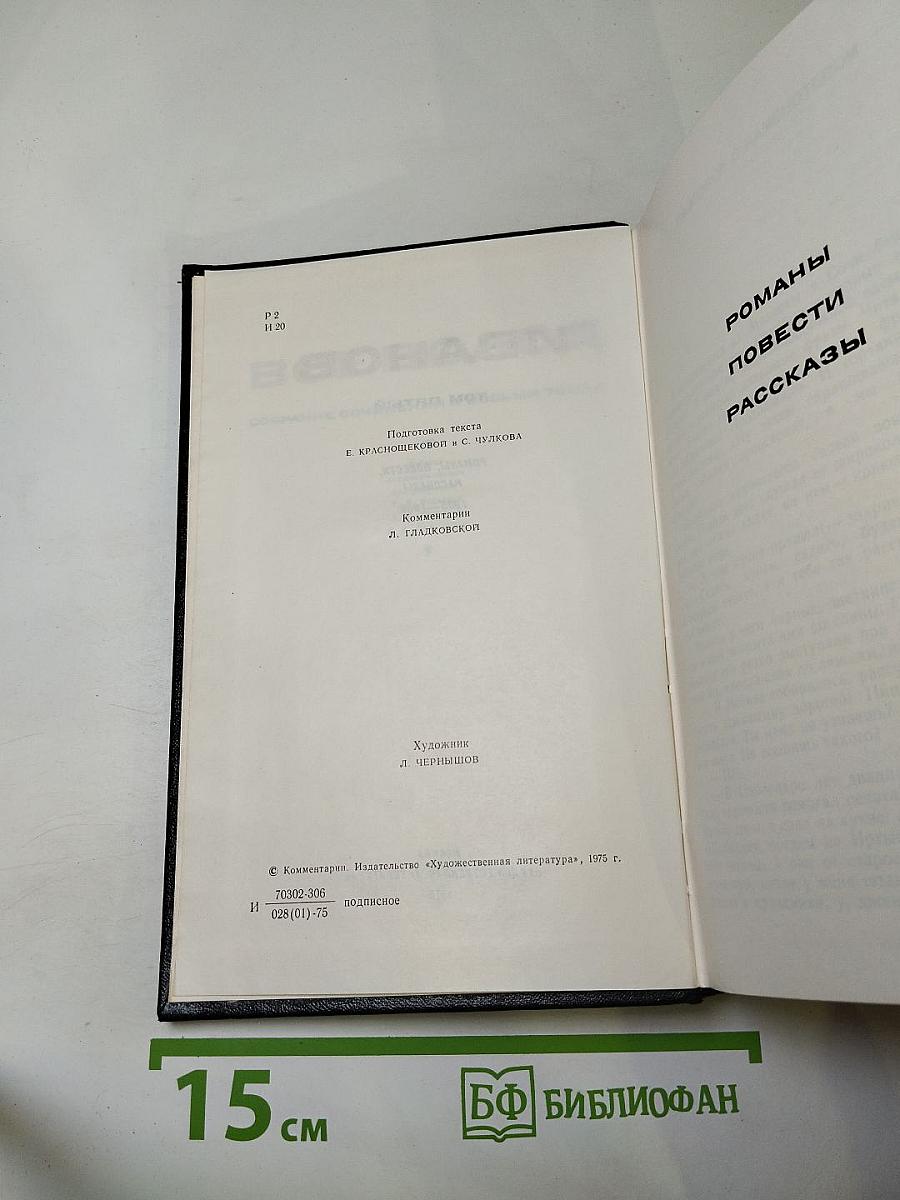 Р 2
И 20
Подготовка текста
Е. КРАСНОЩЕКОВОЙ и С. ЧУЛКОВА
Комментарии
Л. ГЛАДКОВСКОЙ
Художник
Л. ЧЕРНЫШОВ
© Комментарии. Издательство «Художественная литература», 1975 г.
И 70302-306
028(01)-75 подписное
РОМАНЫ
ПОВЕСТИ
РАССКАЗЫ
15 см
БФ БИБЛИОФАН